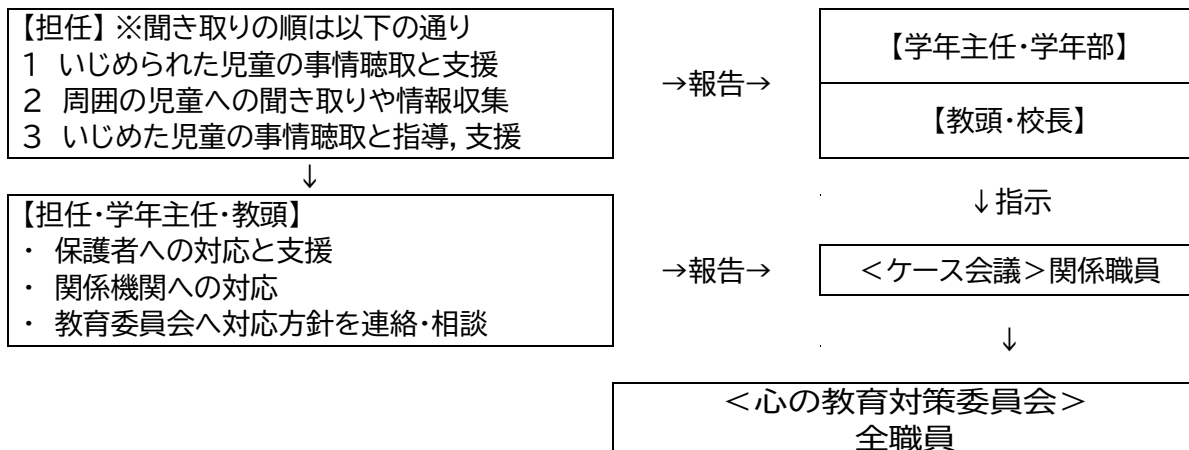 【担任】 ※聞き取りの順は以下の通り
1 いじめられた児童の事情聴取と支援
2 周囲の児童への聞き取りや情報収集
3 いじめた児童の事情聴取と指導,支援
→報告→
【学年主任・学年部】
【教頭・校長】
↓
【担任・学年主任・教頭】
・ 保護者への対応と支援
・ 関係機関への対応
・ 教育委員会へ対応方針を連絡・相談
↓指示
→報告→
<ケース会議>関係職員
↓
<心の教育対策委員会>
全職員